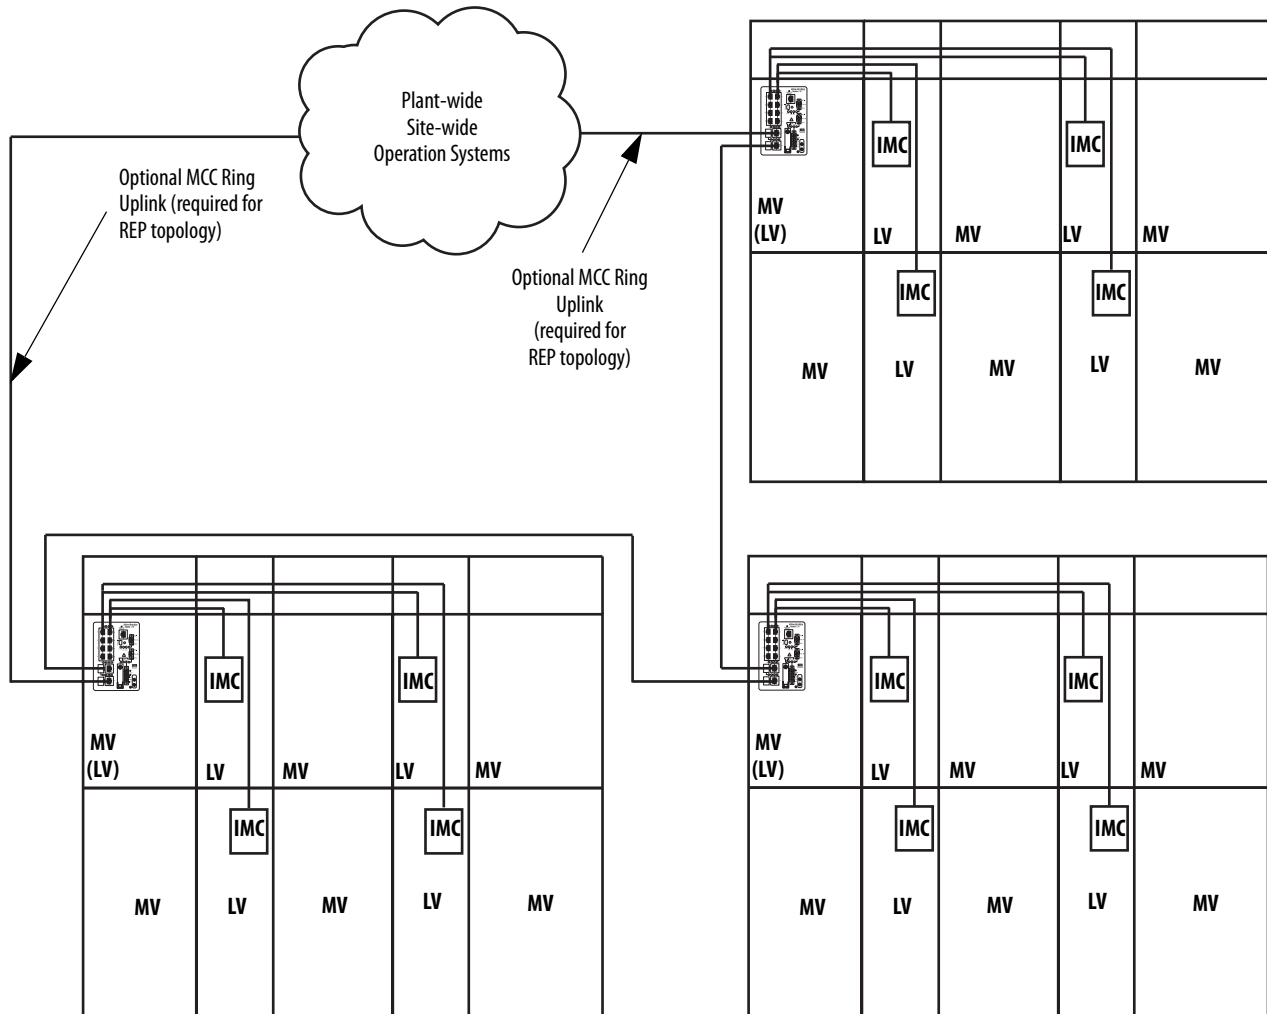 Plant-wide
Site-wide
Operation Systems
Optional MCC Ring
Uplink (required for
REP topology)
Optional MCC Ring
Uplink
(required for
REP topology)
IMC
IMC
MV
(LV)
LV
MV
LV
MV
IMC
IMC
MV
LV
MV
LV
MV
IMC
IMC
MV
(LV)
LV
MV
LV
MV
IMC
IMC
MV
LV
MV
LV
MV
IMC
IMC
MV
(LV)
LV
MV
LV
MV
IMC
IMC
MV
LV
MV
LV
MV